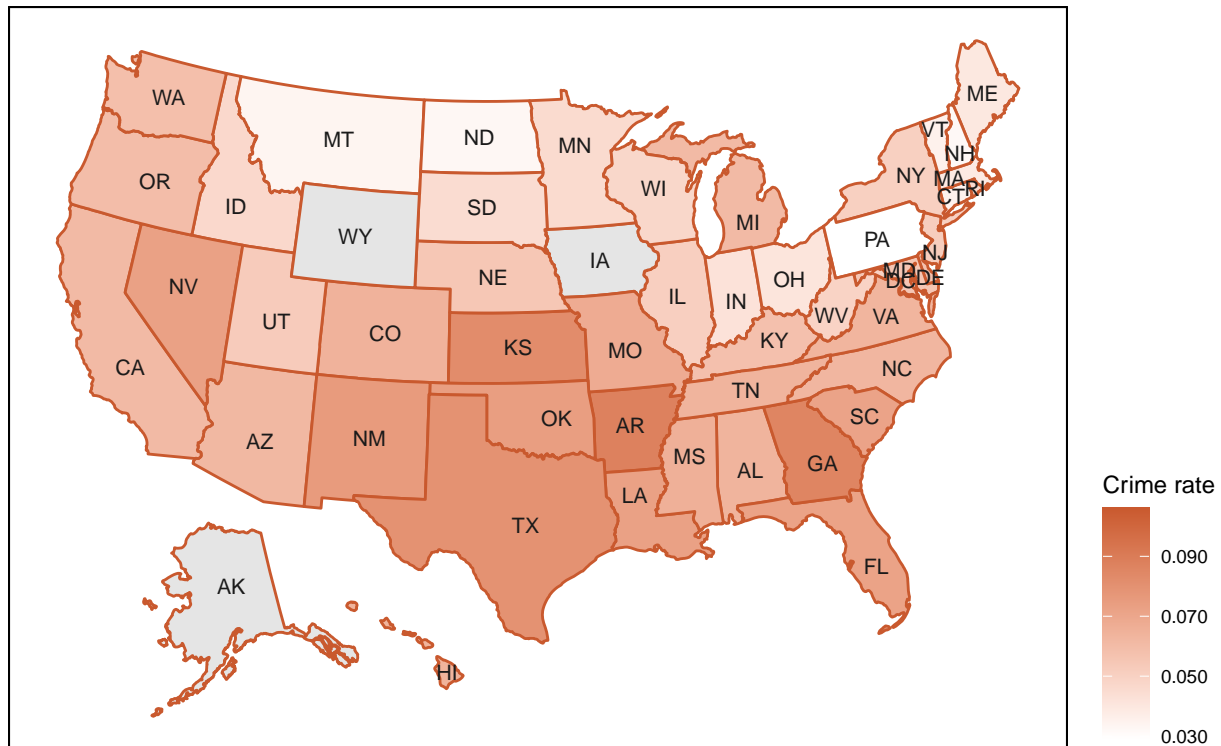 ME
WA
VT
ND
MT
MN
NH
NY
MA
OR
WI
RI
ID
CT
SD
MI
WY
PA
IA
NJ
MD
NE
OH
DC
DE
NV
IL
IN
UT
WV
VA
CO
KS
KY
MO
CA
NC
TN
OK
SC
AR
NM
AZ
MS
GA
AL
LA
TX
FL
AK
HI
Crime rate
0.090
0.070
0.050
0.030